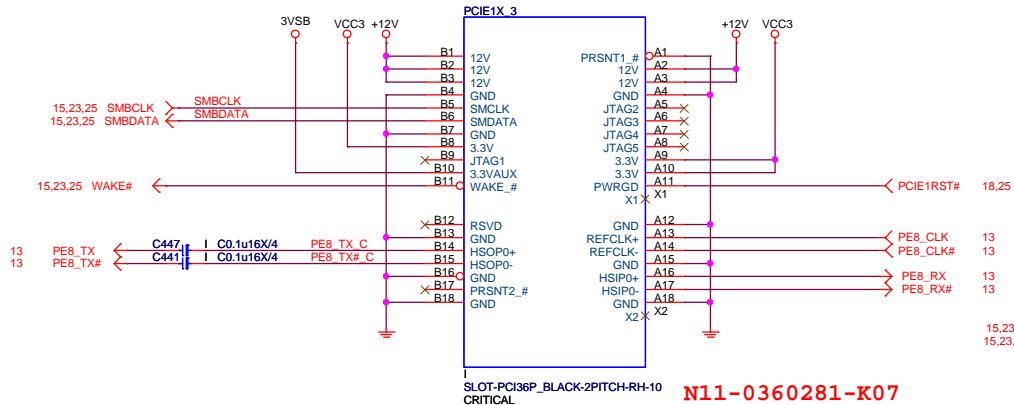 PCIE1X_3
3VSB VCC3 +12V +12V VCC3
B1 12V PRSNT1_# A1
B2 12V 12V A2
B3 12V 12V A3
B4 GND GND A4
15,23,25 SMBCLK SMBCLK B5 SMCLK JTAG2 A5
15,23,25 SMBDATA SMBDATA B6 SMDATA JTAG3 A6
B7 GND JTAG4 A7
B8 3.3V JTAG5 A8
B9 JTAG1 3.3V A9
B10 3.3VAUX 3.3V A10
15,23,25 WAKE# B11 WAKE_# PWRGD A11 PCIE1RST# 18,25
X1 X1
B12 RSVD GND A12
B13 GND REFCLK+ A13 PE8_CLK 13
13 PE8_TX C447 I C0.1u16X/4 PE8_TX_C B14 HSOP0+ REFCLK- A14 PE8_CLK# 13
13 PE8_TX# C441 I C0.1u16X/4 PE8_TX#_C B15 HSOP0- GND A15
B16 GND HSIP0+ A16 PE8_RX 13
B17 PRSNT2_# HSIP0- A17 PE8_RX# 13
B18 GND GND A18
X2 X2
15,23
15,23,
I
SLOT-PCI36P_BLACK-2PITCH-RH-10
CRITICAL
N11-0360281-K07